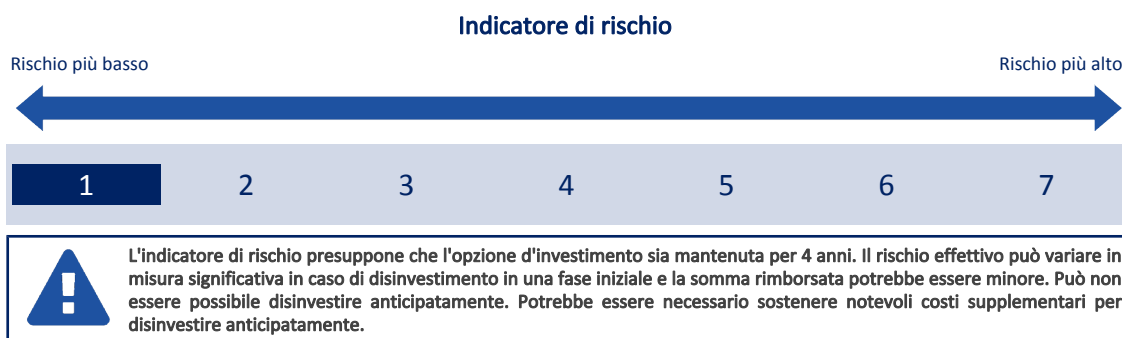 Indicatore di rischio
Rischio più basso
Rischio più alto
1 2 3 4 5 6 7
L'indicatore di rischio presuppone che l'opzione d'investimento sia mantenuta per 4 anni. Il rischio effettivo può variare in
misura significativa in caso di disinvestimento in una fase iniziale e la somma rimborsata potrebbe essere minore. Può non
essere possibile disinvestire anticipatamente. Potrebbe essere necessario sostenere notevoli costi supplementari per
disinvestire anticipatamente.